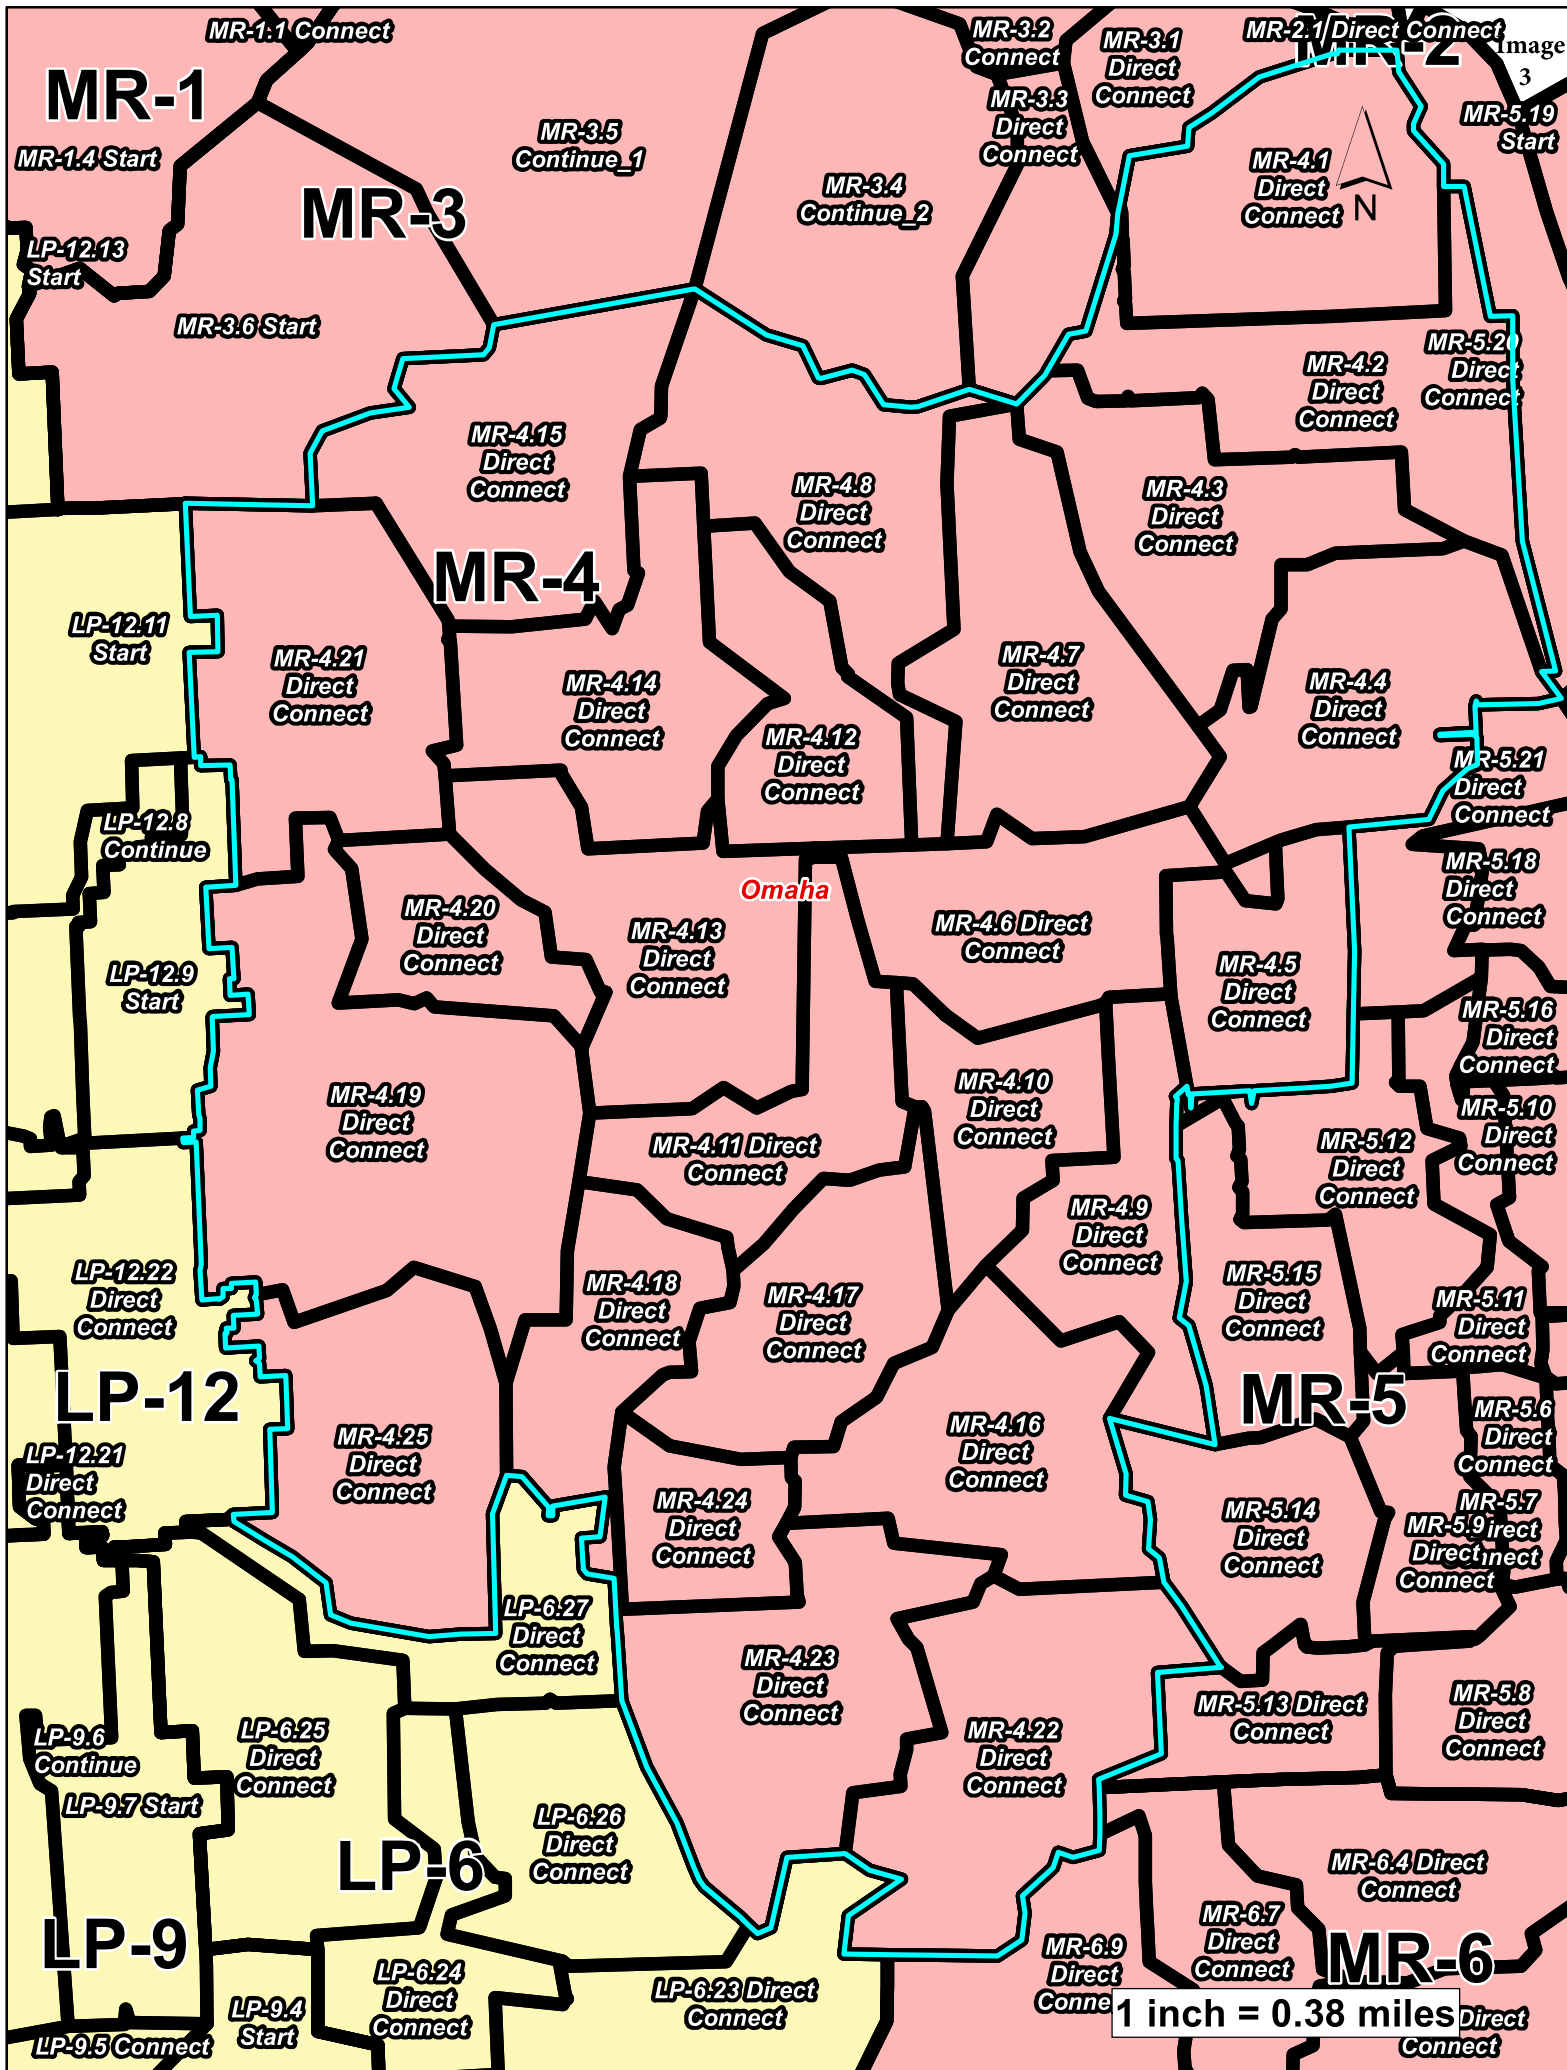 MR-1.1 Connect
MR-3.2
Connect
MR-3.1
Direct
Connect
MR-2.1 Direct Connect
MR-2
Image
3
MR-1
MR-1.4 Start
MR-3.5
Continue_1
MR-3.3
Direct
Connect
MR-5.19
Start
MR-3
MR-3.4
Continue_2
MR-4.1
Direct
Connect
N
LP-12.13
Start
MR-3.6 Start
MR-4.2
Direct
Connect
MR-5.20
Direct
Connect
MR-4.15
Direct
Connect
MR-4.8
Direct
Connect
MR-4.3
Direct
Connect
MR-4
LP-12.11
Start
MR-4.21
Direct
Connect
MR-4.14
Direct
Connect
MR-4.7
Direct
Connect
MR-4.4
Direct
Connect
MR-4.12
Direct
Connect
MR-5.21
Direct
Connect
LP-12.8
Continue
Omaha
MR-5.18
Direct
Connect
MR-4.20
Direct
Connect
MR-4.13
Direct
Connect
MR-4.6 Direct
Connect
LP-12.9
Start
MR-4.5
Direct
Connect
MR-5.16
Direct
Connect
MR-4.19
Direct
Connect
MR-4.10
Direct
Connect
MR-5.10
Direct
Connect
MR-4.11 Direct
Connect
MR-5.12
Direct
Connect
MR-4.9
Direct
Connect
LP-12.22
Direct
Connect
MR-4.18
Direct
Connect
MR-4.17
Direct
Connect
MR-5.15
Direct
Connect
MR-5.11
Direct
Connect
LP-12
MR-5
MR-4.25
Direct
Connect
MR-4.16
Direct
Connect
MR-5.6
Direct
Connect
LP-12.21
Direct
Connect
MR-4.24
Direct
Connect
MR-5.14
Direct
Connect
MR-5.7
MR-5.9
Direct
Connect
LP-6.27
Direct
Connect
MR-4.23
Direct
Connect
MR-5.13 Direct
Connect
MR-5.8
Direct
Connect
LP-9.6
Continue
LP-6.25
Direct
Connect
MR-4.22
Direct
Connect
LP-9.7 Start
LP-6.26
Direct
Connect
LP-6
MR-6.4 Direct
Connect
LP-9
MR-6.7
Direct
Connect
MR-6.9
Direct
MR-6
LP-6.24
Direct
Connect
LP-6.23 Direct
Connect
LP-9.4
Start
1 inch = 0.38 miles
Direct
Connect
LP-9.5 Connect